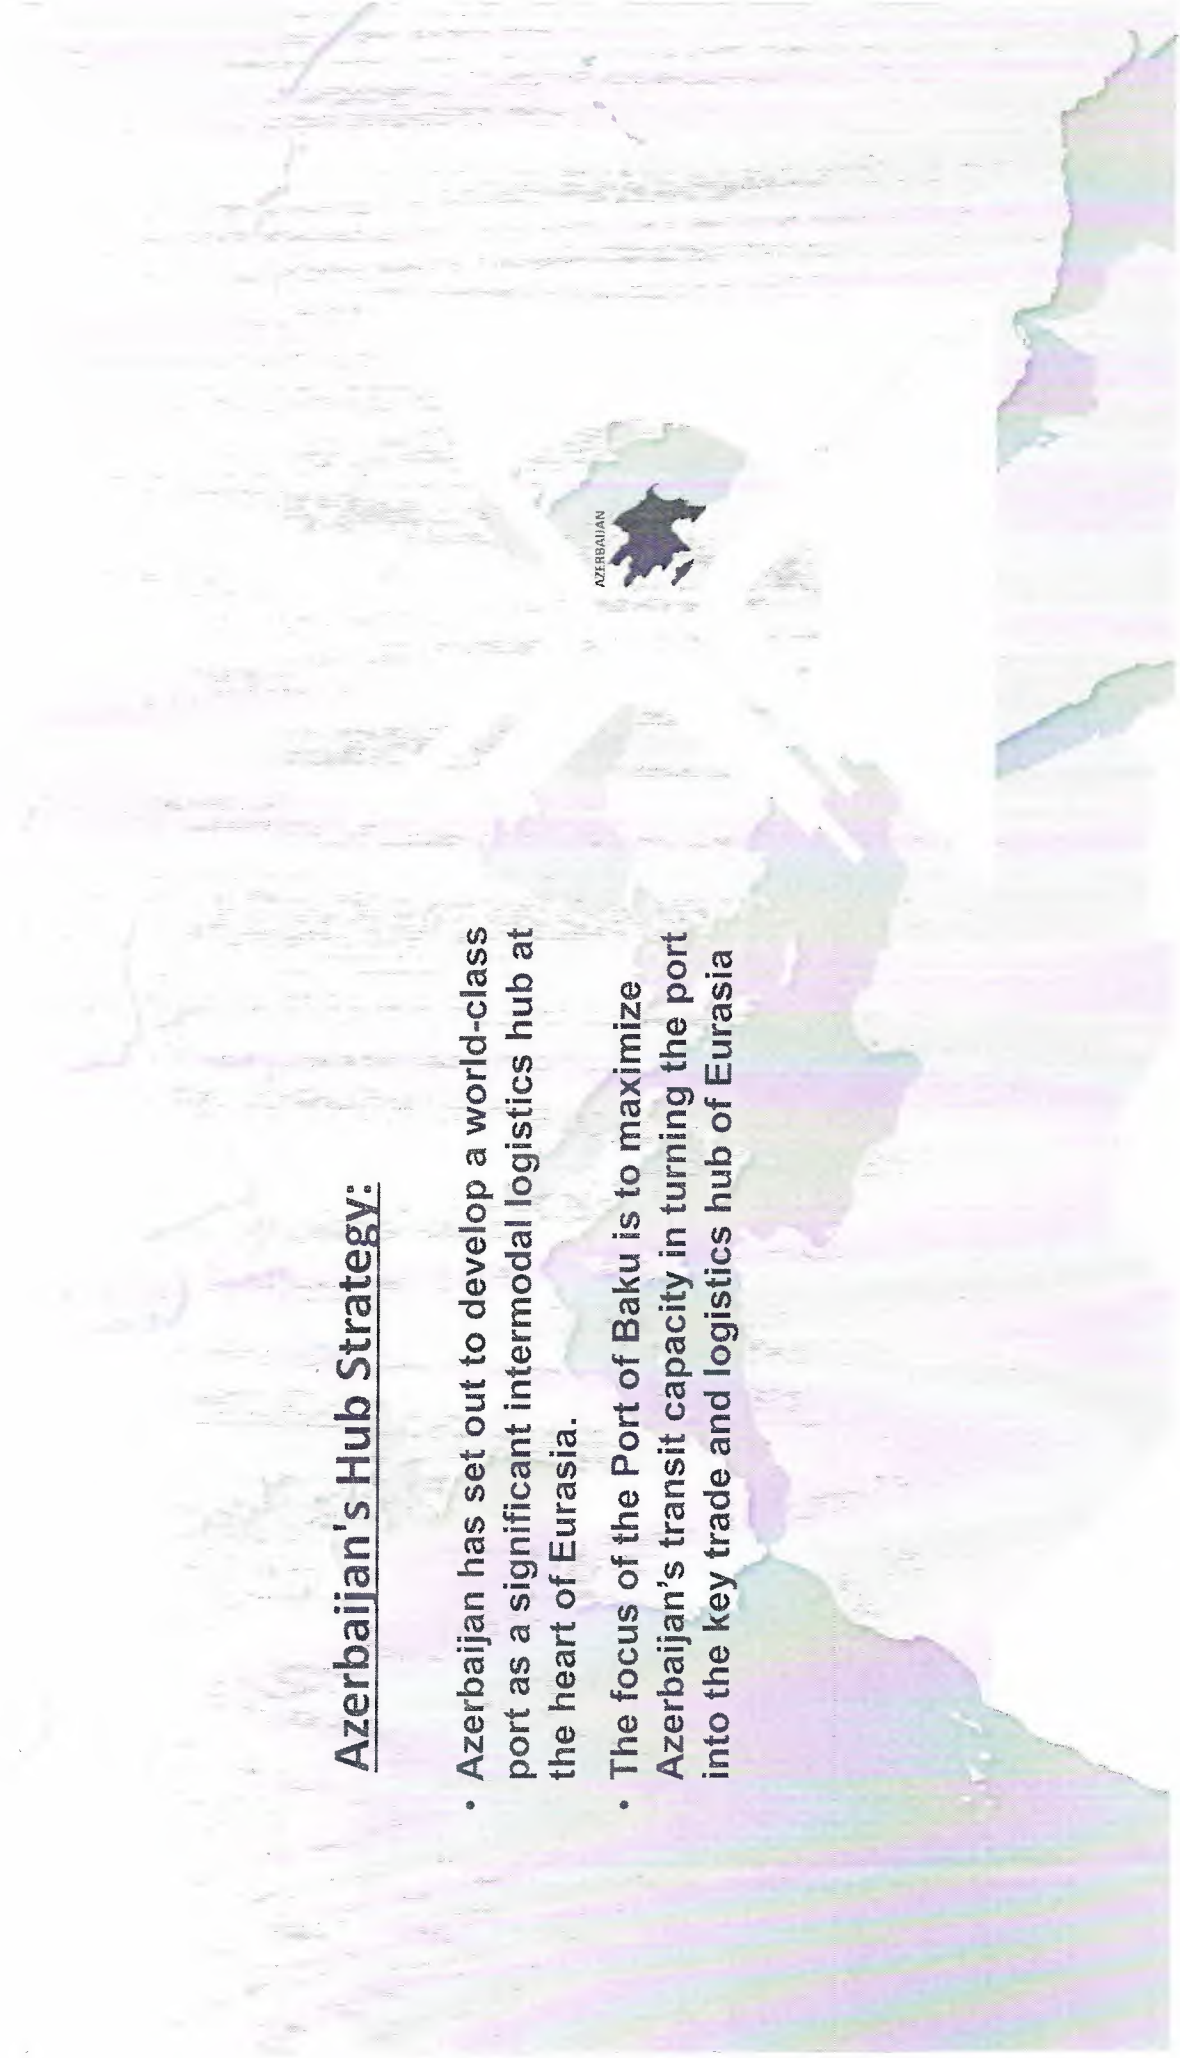 Azerbaijan's Hub Strategy:
• Azerbaijan has set out to develop a world-class
port as a significant intermodal logistics hub at
the heart of Eurasia.
• The focus of the Port of Baku is to maximize
Azerbaijan's transit capacity in turning the port
into the key trade and logistics hub of Eurasia
AZERBAIJAN